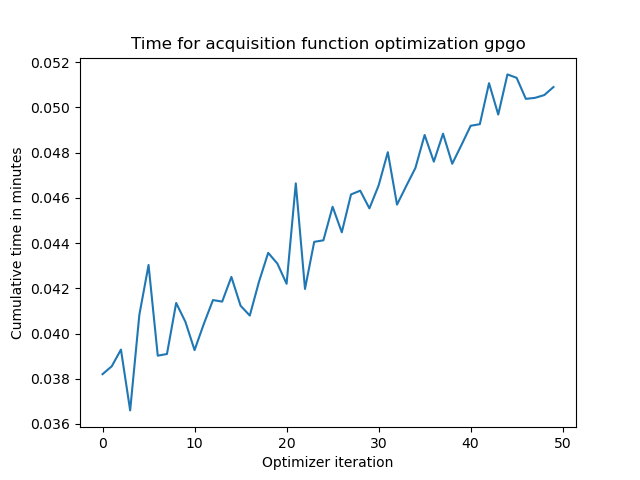 Time for acquisition function optimization gpgo
0.052
0.050
0.048
0.046
0.044
0.042
0.040
0.038
0.036
Cumulative time in minutes
0 10 20 30 40 50
Optimizer iteration